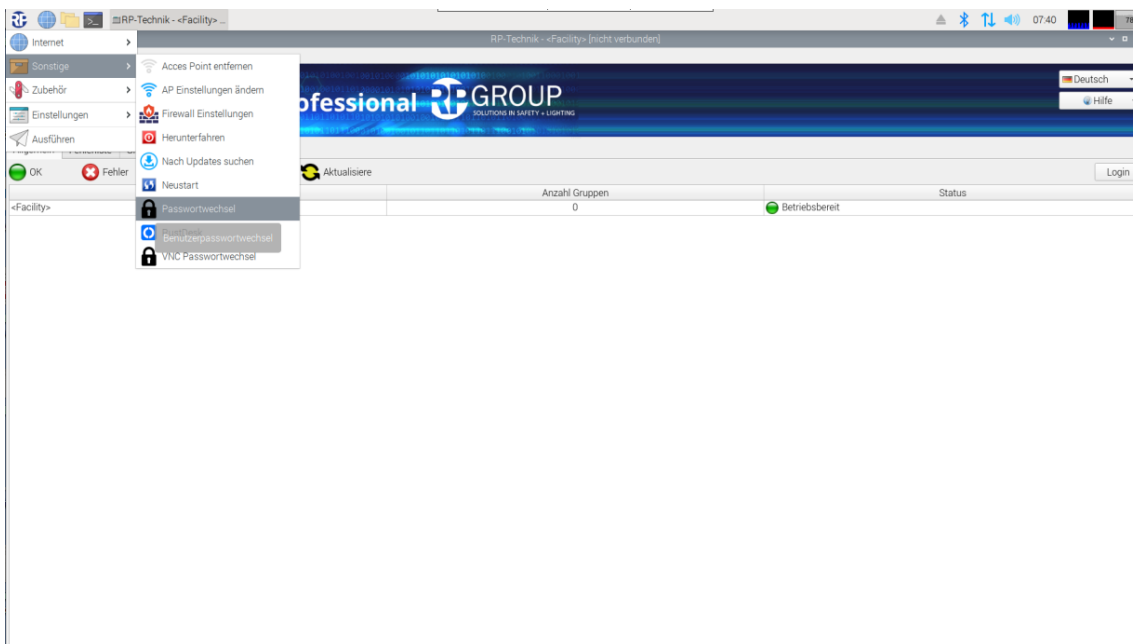 RP-Technik - <Facility> ...
07:40
78
RP-Technik - <Facility> [nicht verbunden]
Internet
Sonstige
Zubehör
Einstellungen
Ausführen
Acces Point entfernen
AP Einstellungen ändern
Firewall Einstellungen
Herunterfahren
Nach Updates suchen
Neustart
Passwortwechsel
Benutzerpasswortwechsel
VNC Passwortwechsel
ofessional RP GROUP
SOLUTIONS IN SAFETY + LIGHTING
Deutsch
Hilfe
OK
Fehler
Aktualisiere
Login
Anzahl Gruppen
Status
<Facility>
0
Betriebsbereit